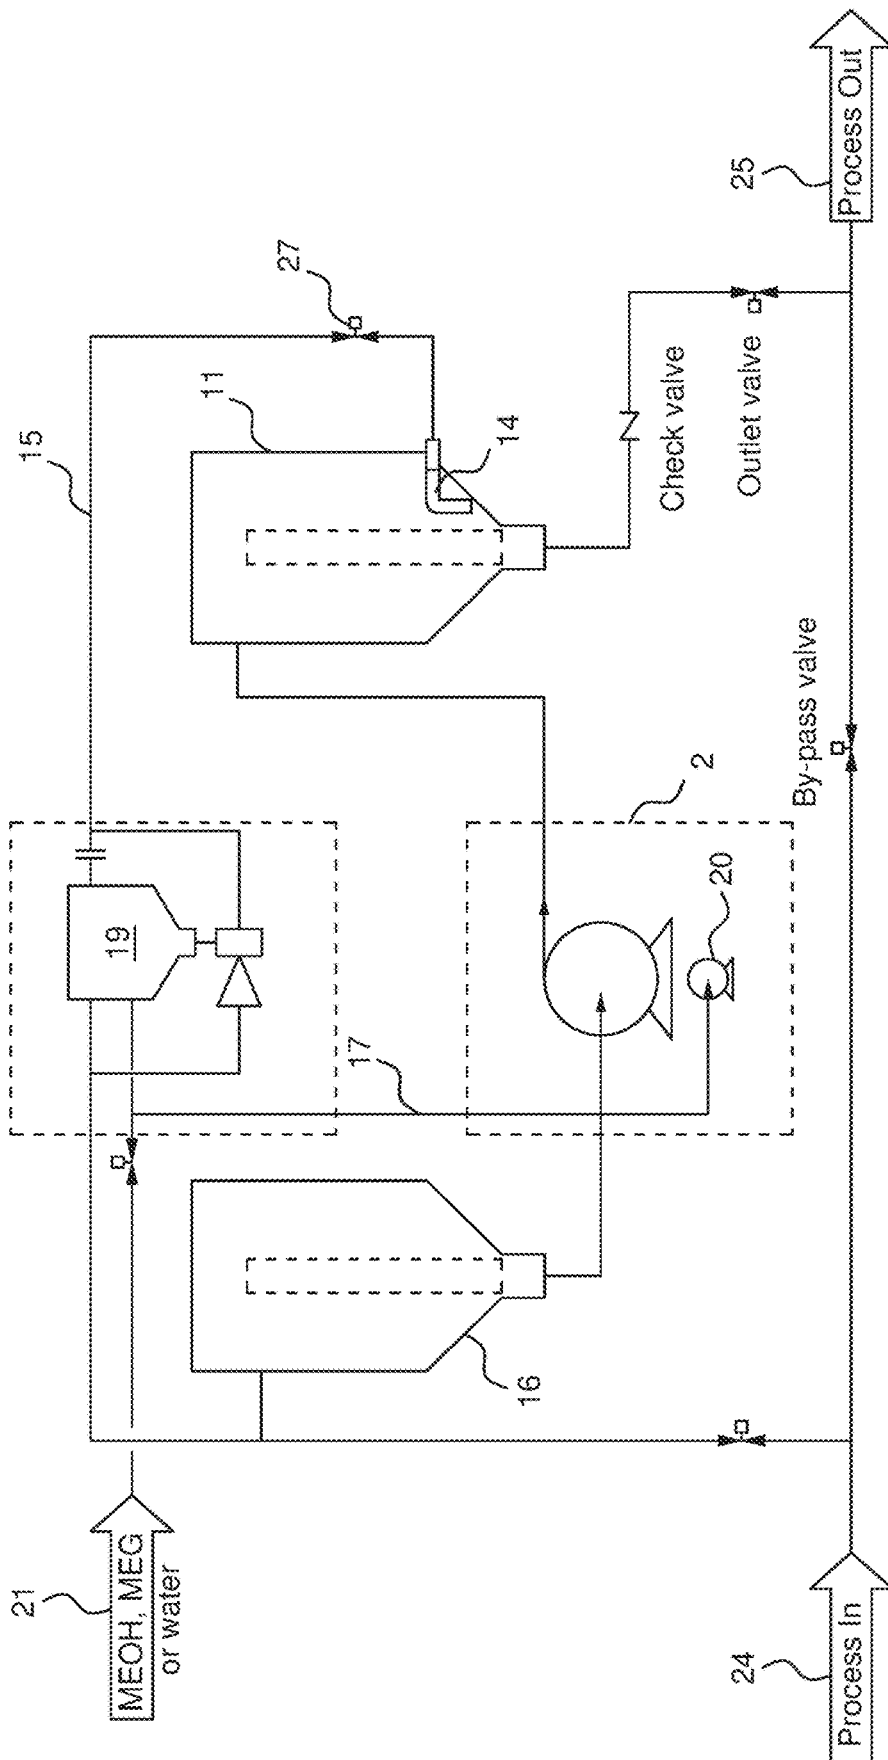 21
MEOH, MEG
or water
24
Process In
16
17
19
15
20
2
11
14
27
By-pass valve
Check valve
Outlet valve
25
Process Out